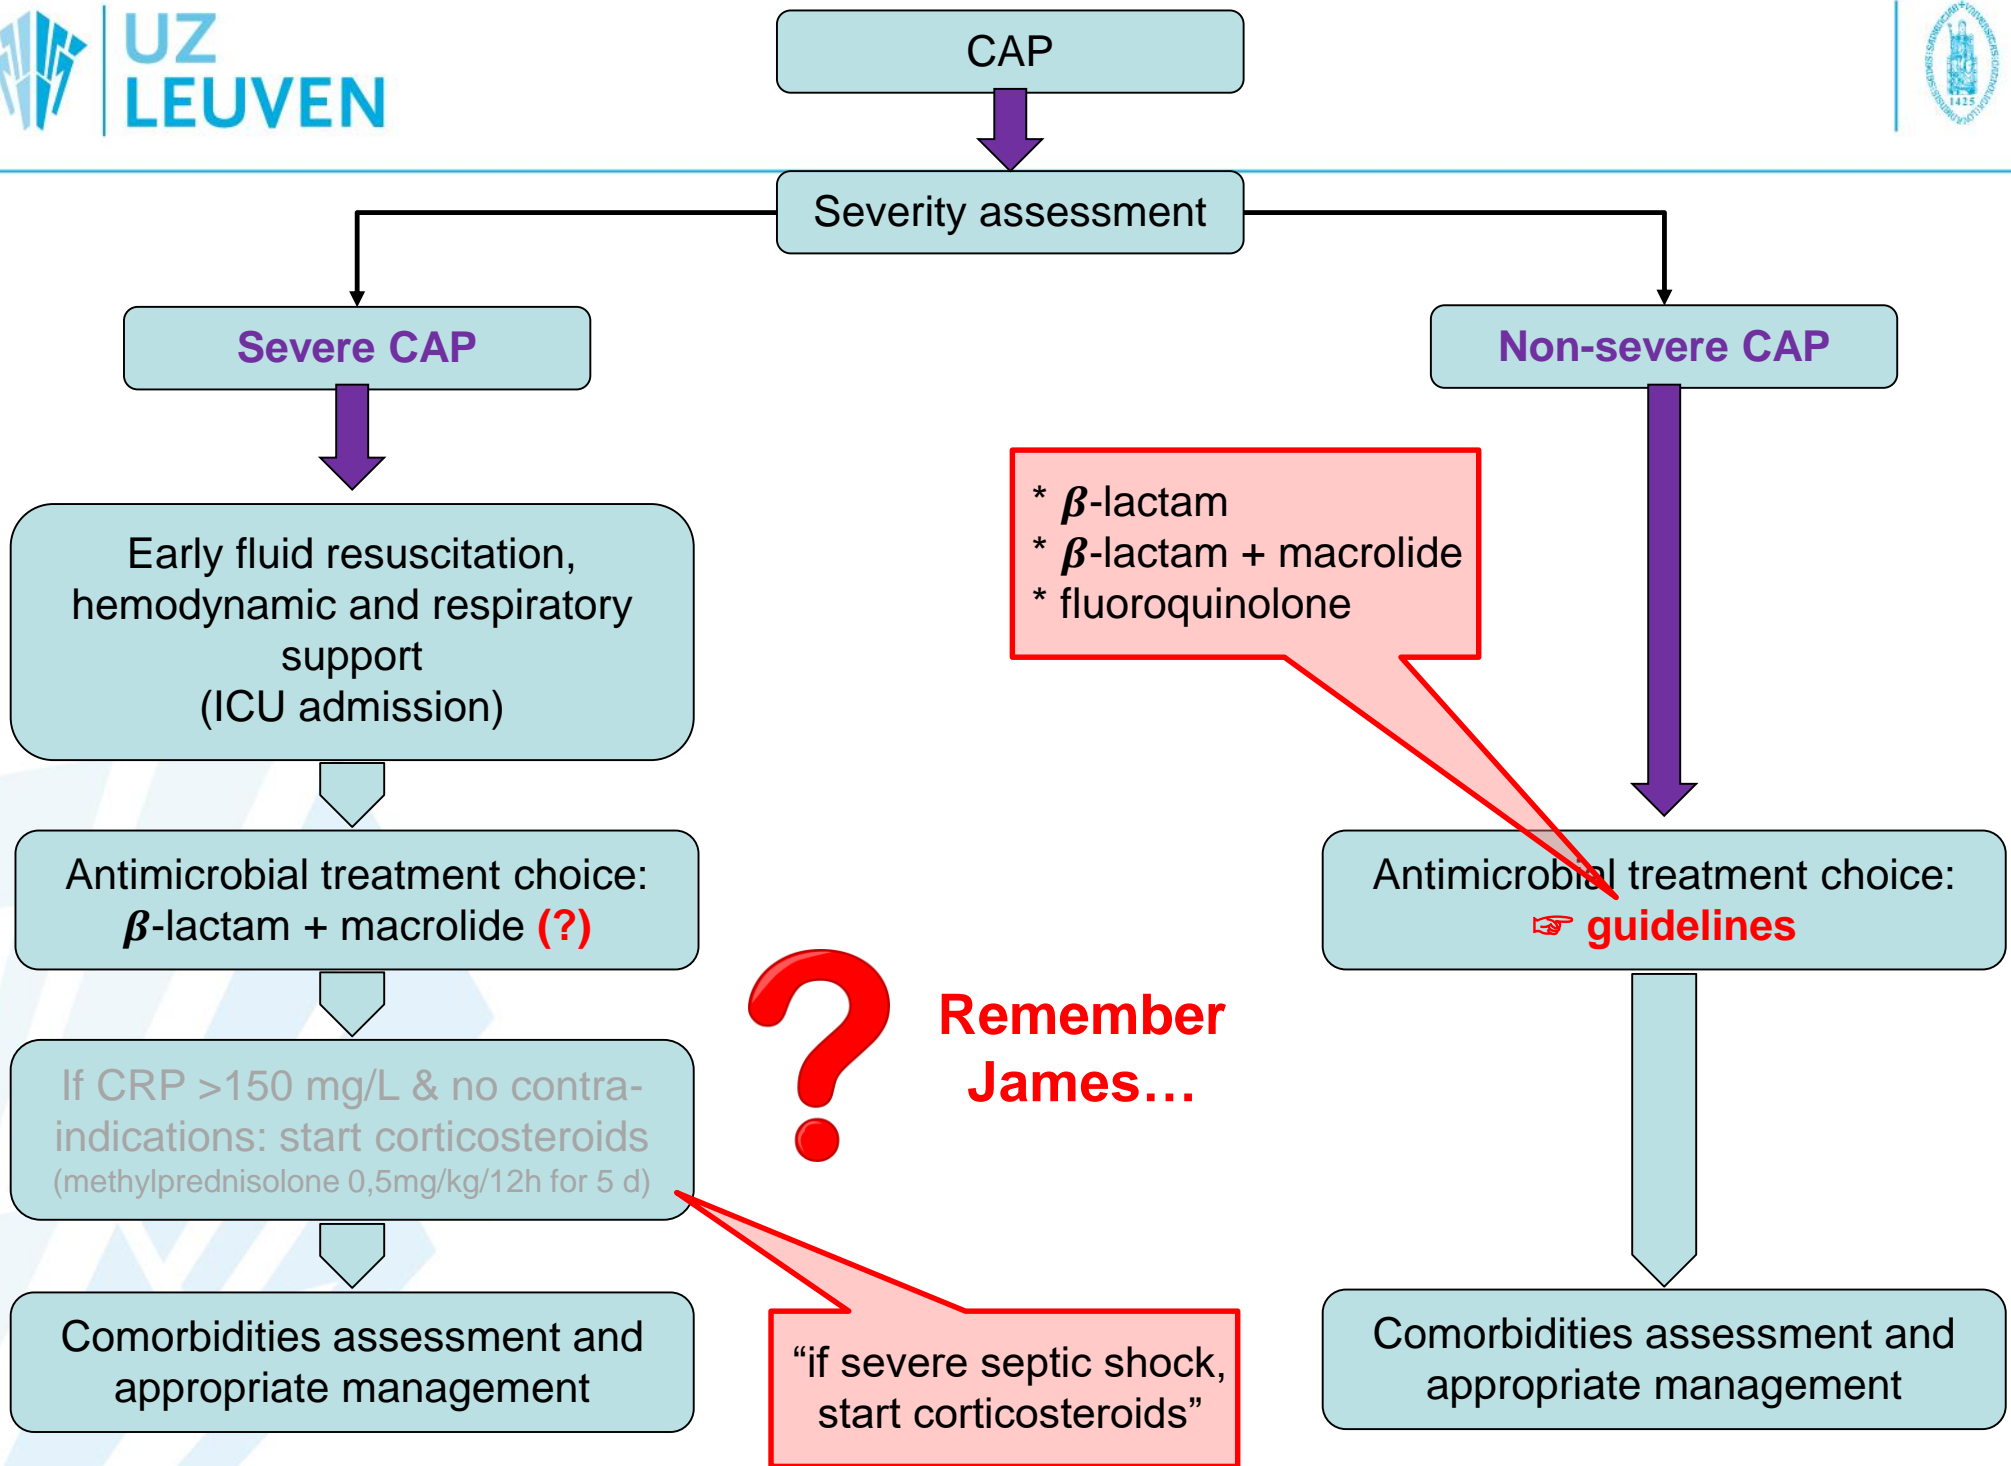 UZ
LEUVEN
CAP
Severity assessment
Severe CAP
Non-severe CAP
Early fluid resuscitation,
hemodynamic and respiratory
support
(ICU admission)
* β-lactam
* β-lactam + macrolide
* fluoroquinolone
Antimicrobial treatment choice:
β-lactam + macrolide (?)
Antimicrobial treatment choice:
☞ guidelines
If CRP >150 mg/L & no contra-
indications: start corticosteroids
(methylprednisolone 0,5mg/kg/12h for 5 d)
?
Remember
James…
Comorbidities assessment and
appropriate management
“if severe septic shock,
start corticosteroids”
Comorbidities assessment and
appropriate management
1425